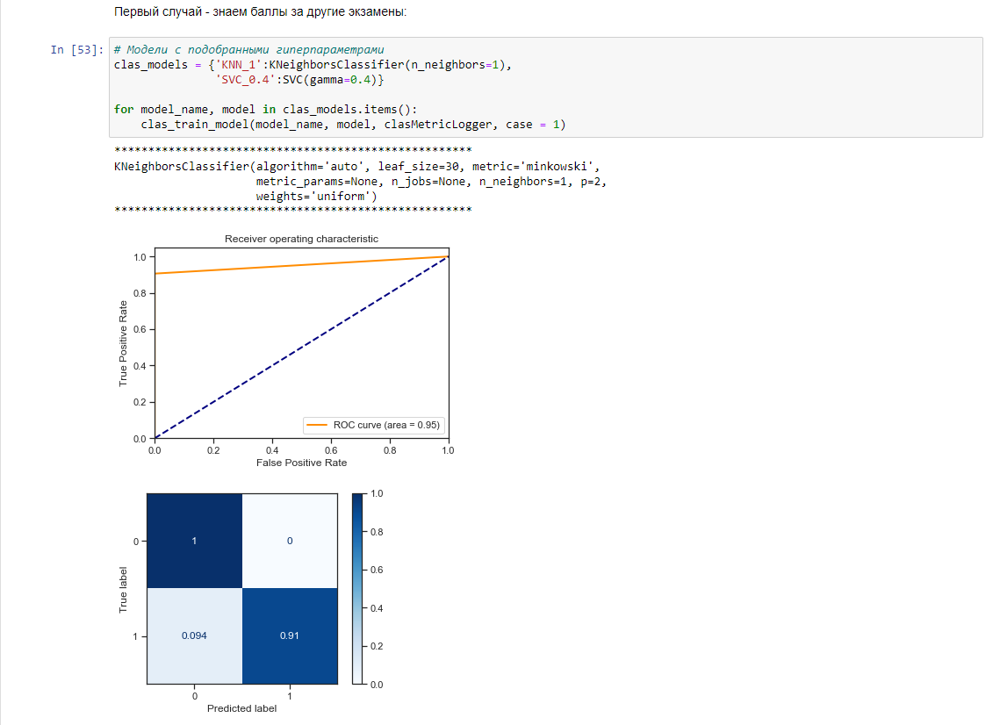 Первый случай - знаем баллы за другие экзамены:
In [53]:
# Модели с подобранными гиперпараметрами
clas_models = {'KNN_1':KNeighborsClassifier(n_neighbors=1),
'SVC_0.4':SVC(gamma=0.4)}
for model_name, model in clas_models.items():
clas_train_model(model_name, model, clasMetricLogger, case = 1)
*****************************************************
KNeighborsClassifier(algorithm='auto', leaf_size=30, metric='minkowski',
metric_params=None, n_jobs=None, n_neighbors=1, p=2,
weights='uniform')
*****************************************************
Receiver operating characteristic
1.0
0.8
0.6
0.4
0.2
0.0
True Positive Rate
ROC curve (area = 0.95)
0.0 0.2 0.4 0.6 0.8 1.0
False Positive Rate
True label
0
1
1 0
0.094 0.91
0 1
Predicted label
1.0
0.8
0.6
0.4
0.2
0.0